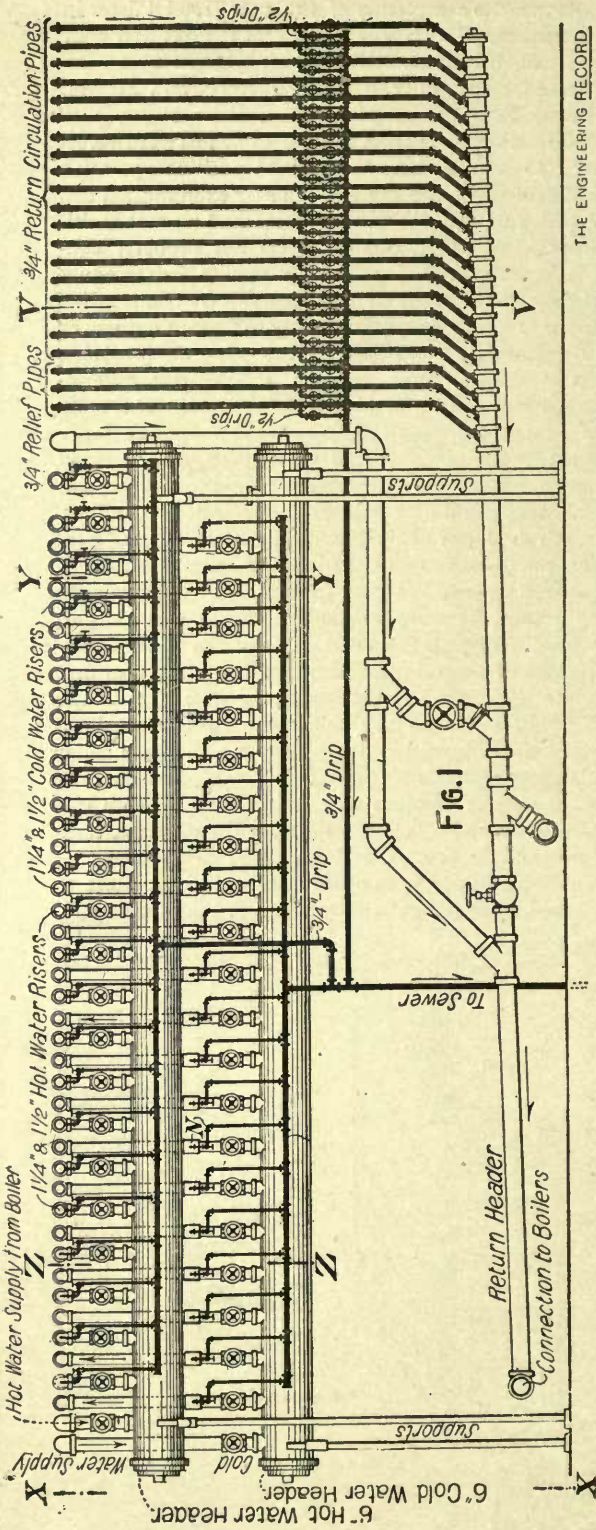 Hot Water Supply from Boiler
1¼" & 1½" Hot Water Risers
1¼" & 1½" Cold Water Risers
¾" Relief Pipes
¾" Return Circulation Pipes
½" Drips
½" Drips
X
Z
Y
V
Water Supply
Cold
N
Z
Y
V
X
6" Hot Water Header
6" Cold Water Header
Supports
Supports
¾" Drip
¾" Drip
To Sewer
FIG. 1
Return Header
Connection to Boilers
THE ENGINEERING RECORD